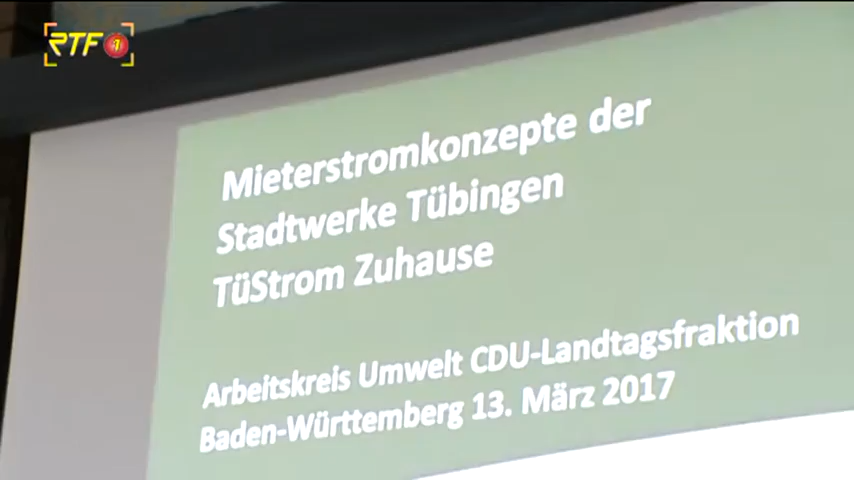 RTF 1
Mieterstromkonzepte der
Stadtwerke Tübingen
TüStrom Zuhause
Arbeitskreis Umwelt CDU-Landtagsfraktion
Baden-Württemberg 13. März 2017